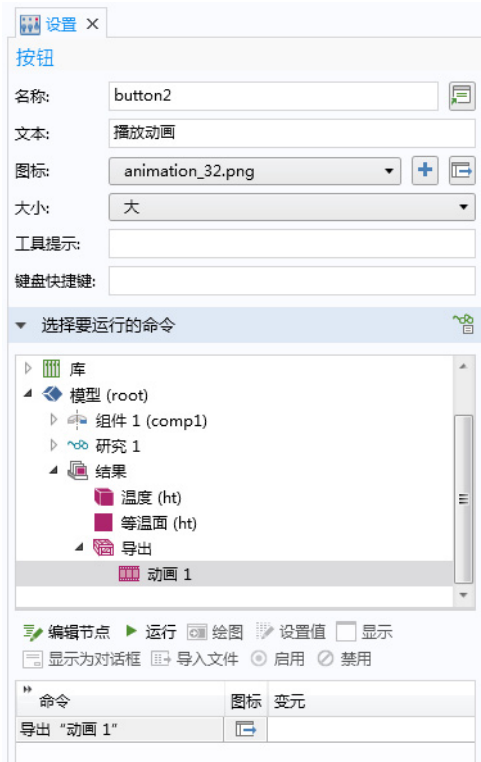 设置
按钮
名称: button2
文本: 播放动画
图标: animation_32.png
大小: 大
工具提示:
键盘快捷键:
选择要运行的命令
库
模型 (root)
组件 1 (comp1)
研究 1
结果
温度 (ht)
等温面 (ht)
导出
动画 1
编辑节点 运行 绘图 设置值 显示
显示为对话框 导入文件 启用 禁用
命令 图标 变元
导出 "动画 1"